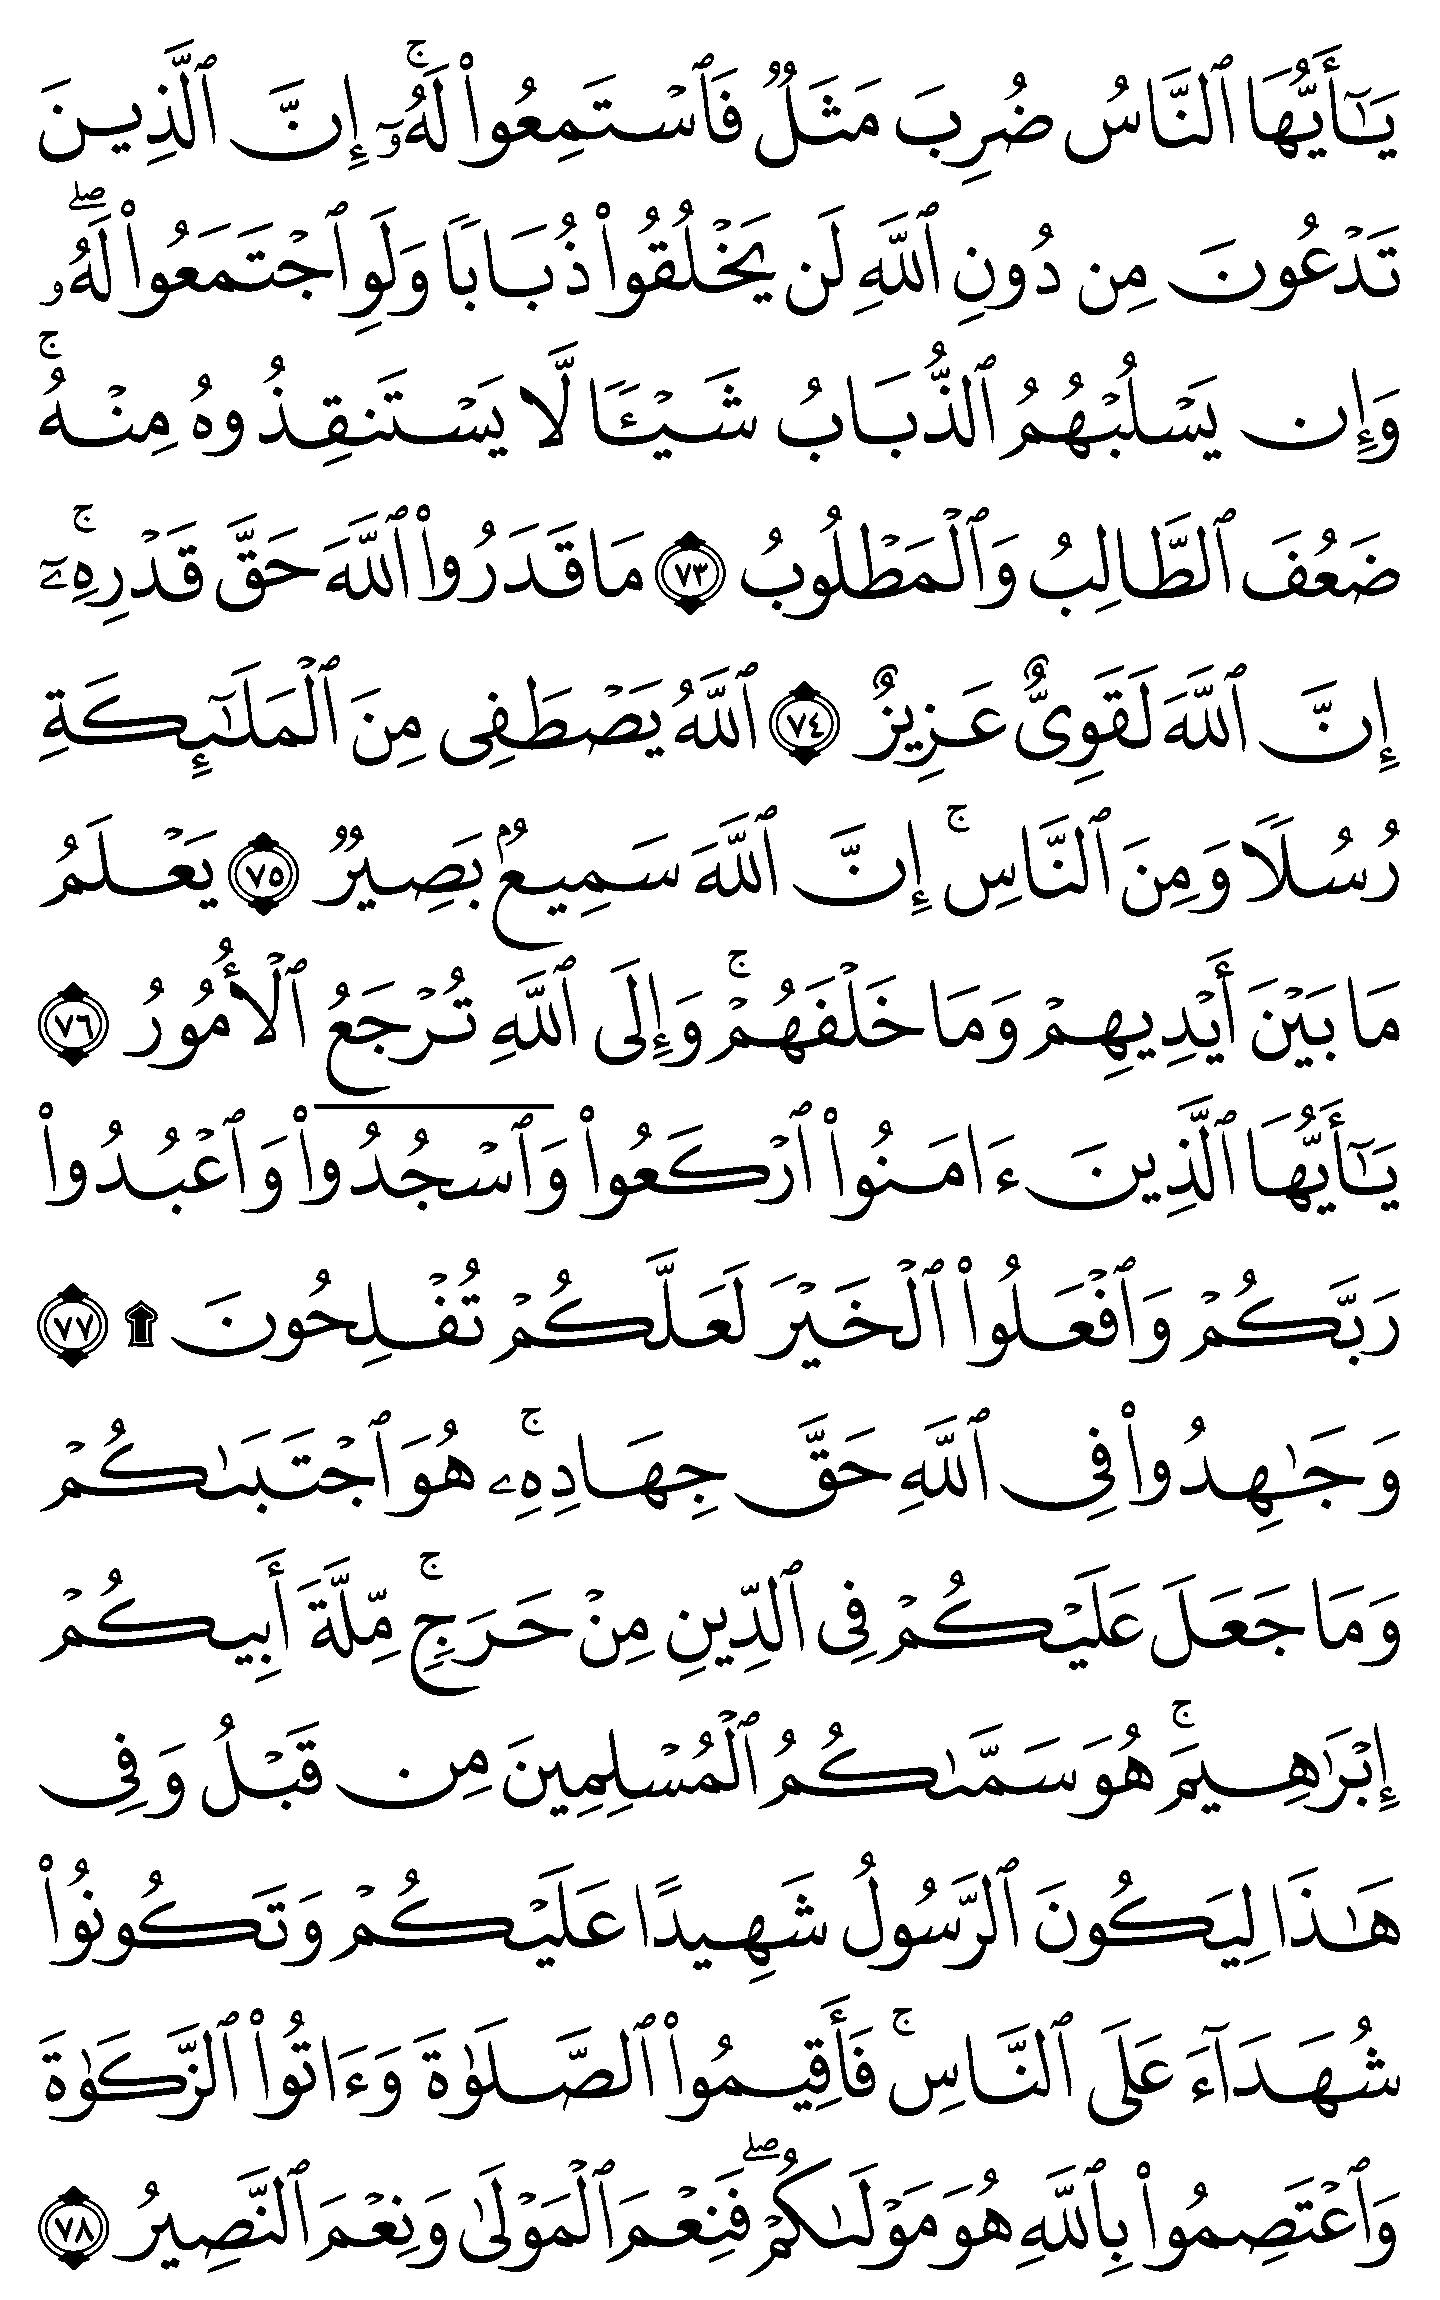 يَٰٓأَيُّهَا ٱلنَّاسُ ضُرِبَ مَثَلٞ فَٱسۡتَمِعُواْ لَهُۥٓۚ إِنَّ ٱلَّذِينَ
تَدۡعُونَ مِن دُونِ ٱللَّهِ لَن يَخۡلُقُواْ ذُبَابٗا وَلَوِ ٱجۡتَمَعُواْ لَهُۥۖ
وَإِن يَسۡلُبۡهُمُ ٱلذُّبَابُ شَيۡـٔٗا لَّا يَسۡتَنقِذُوهُ مِنۡهُۚ
ضَعُفَ ٱلطَّالِبُ وَٱلۡمَطۡلُوبُ ٧٣ مَا قَدَرُواْ ٱللَّهَ حَقَّ قَدۡرِهِۦٓۚ
إِنَّ ٱللَّهَ لَقَوِيٌّ عَزِيزٌ ٧٤ ٱللَّهُ يَصۡطَفِي مِنَ ٱلۡمَلَٰٓئِكَةِ
رُسُلٗا وَمِنَ ٱلنَّاسِۚ إِنَّ ٱللَّهَ سَمِيعُۢ بَصِيرٞ ٧٥ يَعۡلَمُ
مَا بَيۡنَ أَيۡدِيهِمۡ وَمَا خَلۡفَهُمۡۚ وَإِلَى ٱللَّهِ تُرۡجَعُ ٱلۡأُمُورُ ٧٦
يَٰٓأَيُّهَا ٱلَّذِينَ ءَامَنُواْ ٱرۡكَعُواْ وَٱسۡجُدُواْ وَٱعۡبُدُواْ
رَبَّكُمۡ وَٱفۡعَلُواْ ٱلۡخَيۡرَ لَعَلَّكُمۡ تُفۡلِحُونَ ۩ ٧٧
وَجَٰهِدُواْ فِي ٱللَّهِ حَقَّ جِهَادِهِۦۚ هُوَ ٱجۡتَبَىٰكُمۡ
وَمَا جَعَلَ عَلَيۡكُمۡ فِي ٱلدِّينِ مِنۡ حَرَجٖۚ مِّلَّةَ أَبِيكُمۡ
إِبۡرَٰهِيمَۚ هُوَ سَمَّىٰكُمُ ٱلۡمُسۡلِمِينَ مِن قَبۡلُ وَفِي
هَٰذَا لِيَكُونَ ٱلرَّسُولُ شَهِيدًا عَلَيۡكُمۡ وَتَكُونُواْ
شُهَدَآءَ عَلَى ٱلنَّاسِۚ فَأَقِيمُواْ ٱلصَّلَوٰةَ وَءَاتُواْ ٱلزَّكَوٰةَ
وَٱعۡتَصِمُواْ بِٱللَّهِ هُوَ مَوۡلَىٰكُمۡۖ فَنِعۡمَ ٱلۡمَوۡلَىٰ وَنِعۡمَ ٱلنَّصِيرُ ٧٨